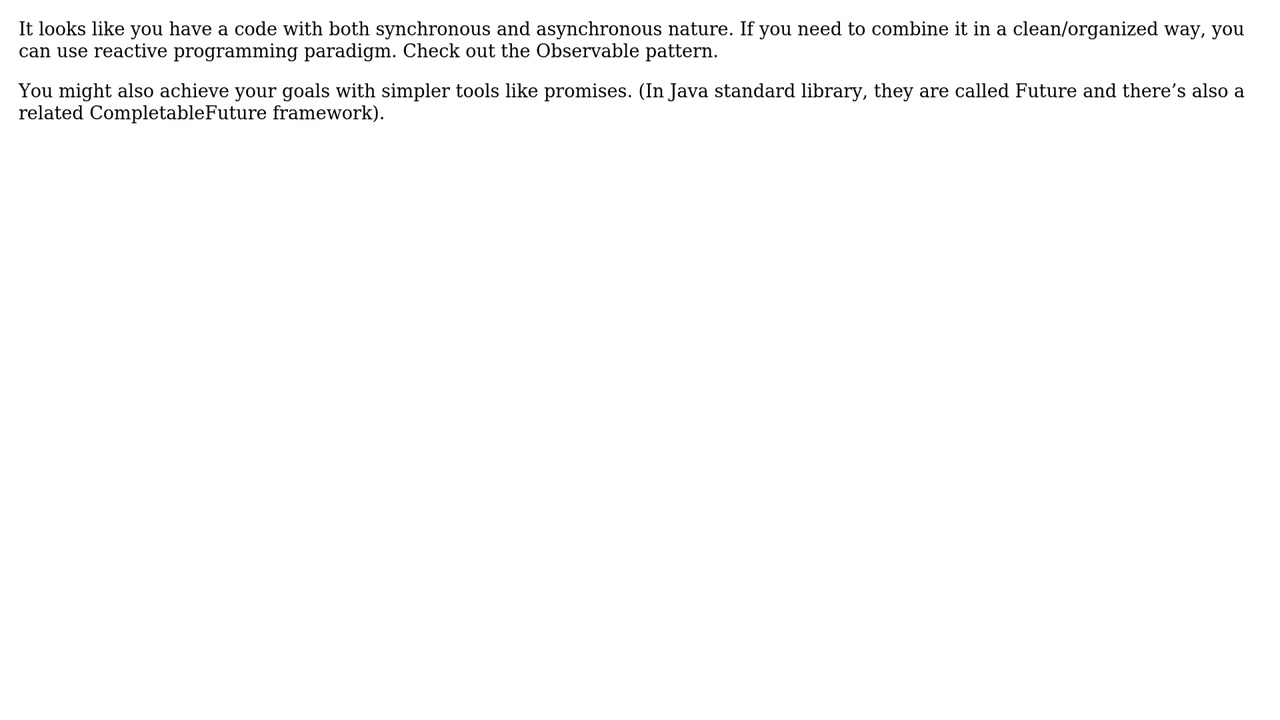 It looks like you have a code with both synchronous and asynchronous nature. If you need to combine it in a clean/organized way, you
can use reactive programming paradigm. Check out the Observable pattern.
You might also achieve your goals with simpler tools like promises. (In Java standard library, they are called Future and there’s also a
related CompletableFuture framework).